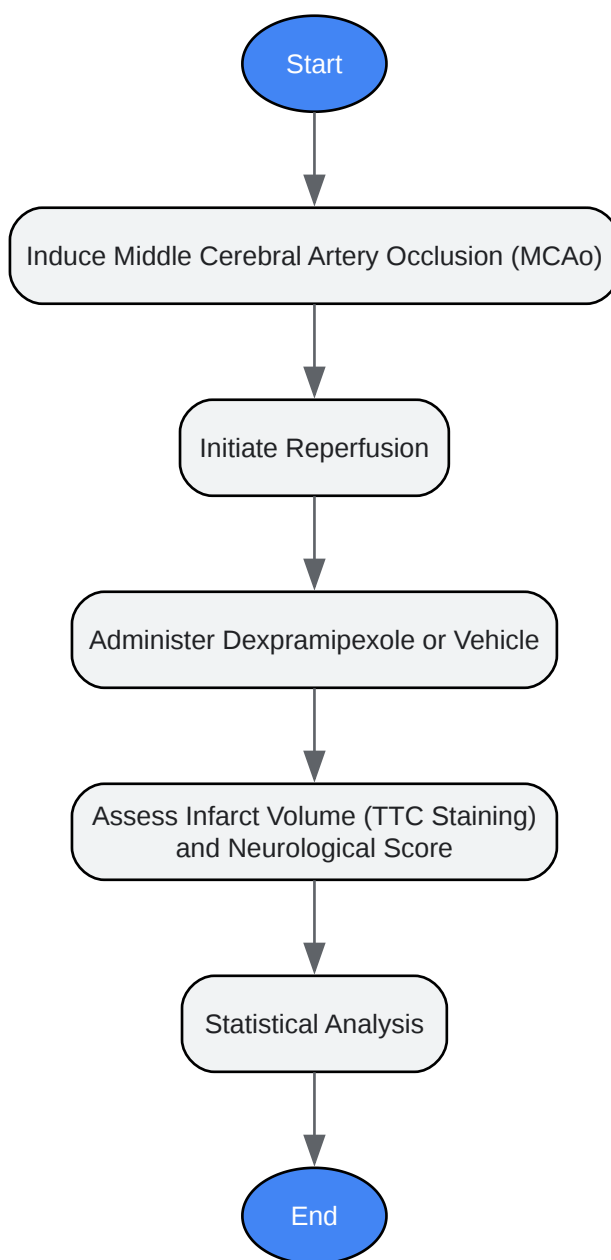 Start
Induce Middle Cerebral Artery Occlusion (MCAo)
Initiate Reperfusion
Administer Dexpramipexole or Vehicle
Assess Infarct Volume (TTC Staining)
and Neurological Score
Statistical Analysis
End